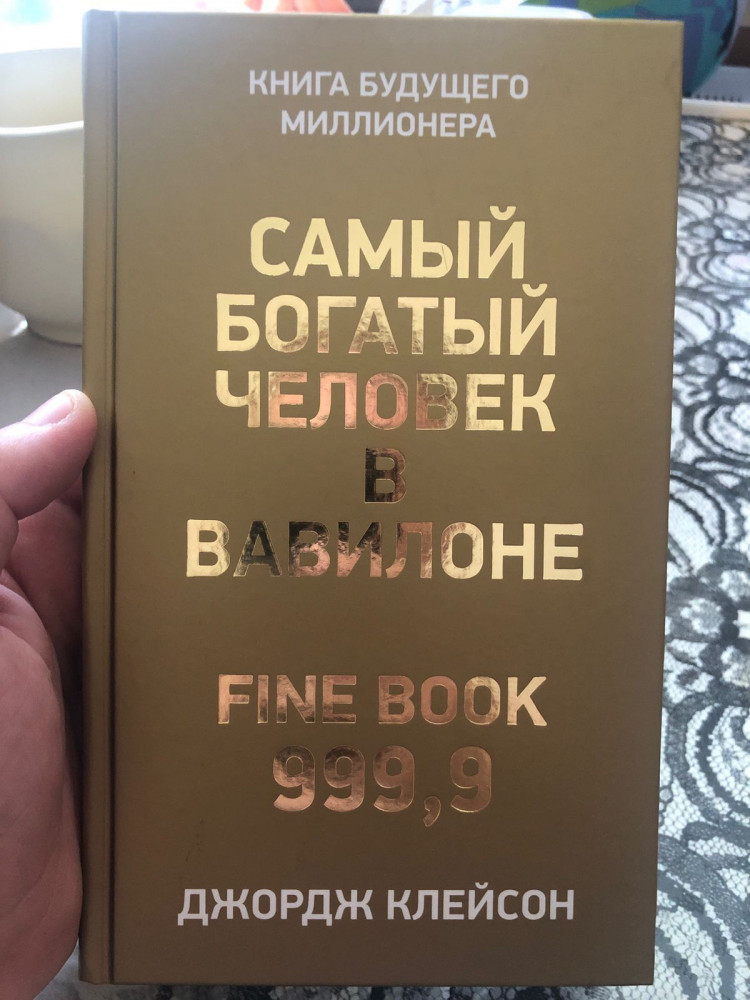 КНИГА БУДУЩЕГО
МИЛЛИОНЕРА
САМЫЙ
БОГАТЫЙ
ЧЕЛОВЕК
В
ВАВИЛОНЕ
FINE BOOK
999,9
ДЖОРДЖ КЛЕЙСОН